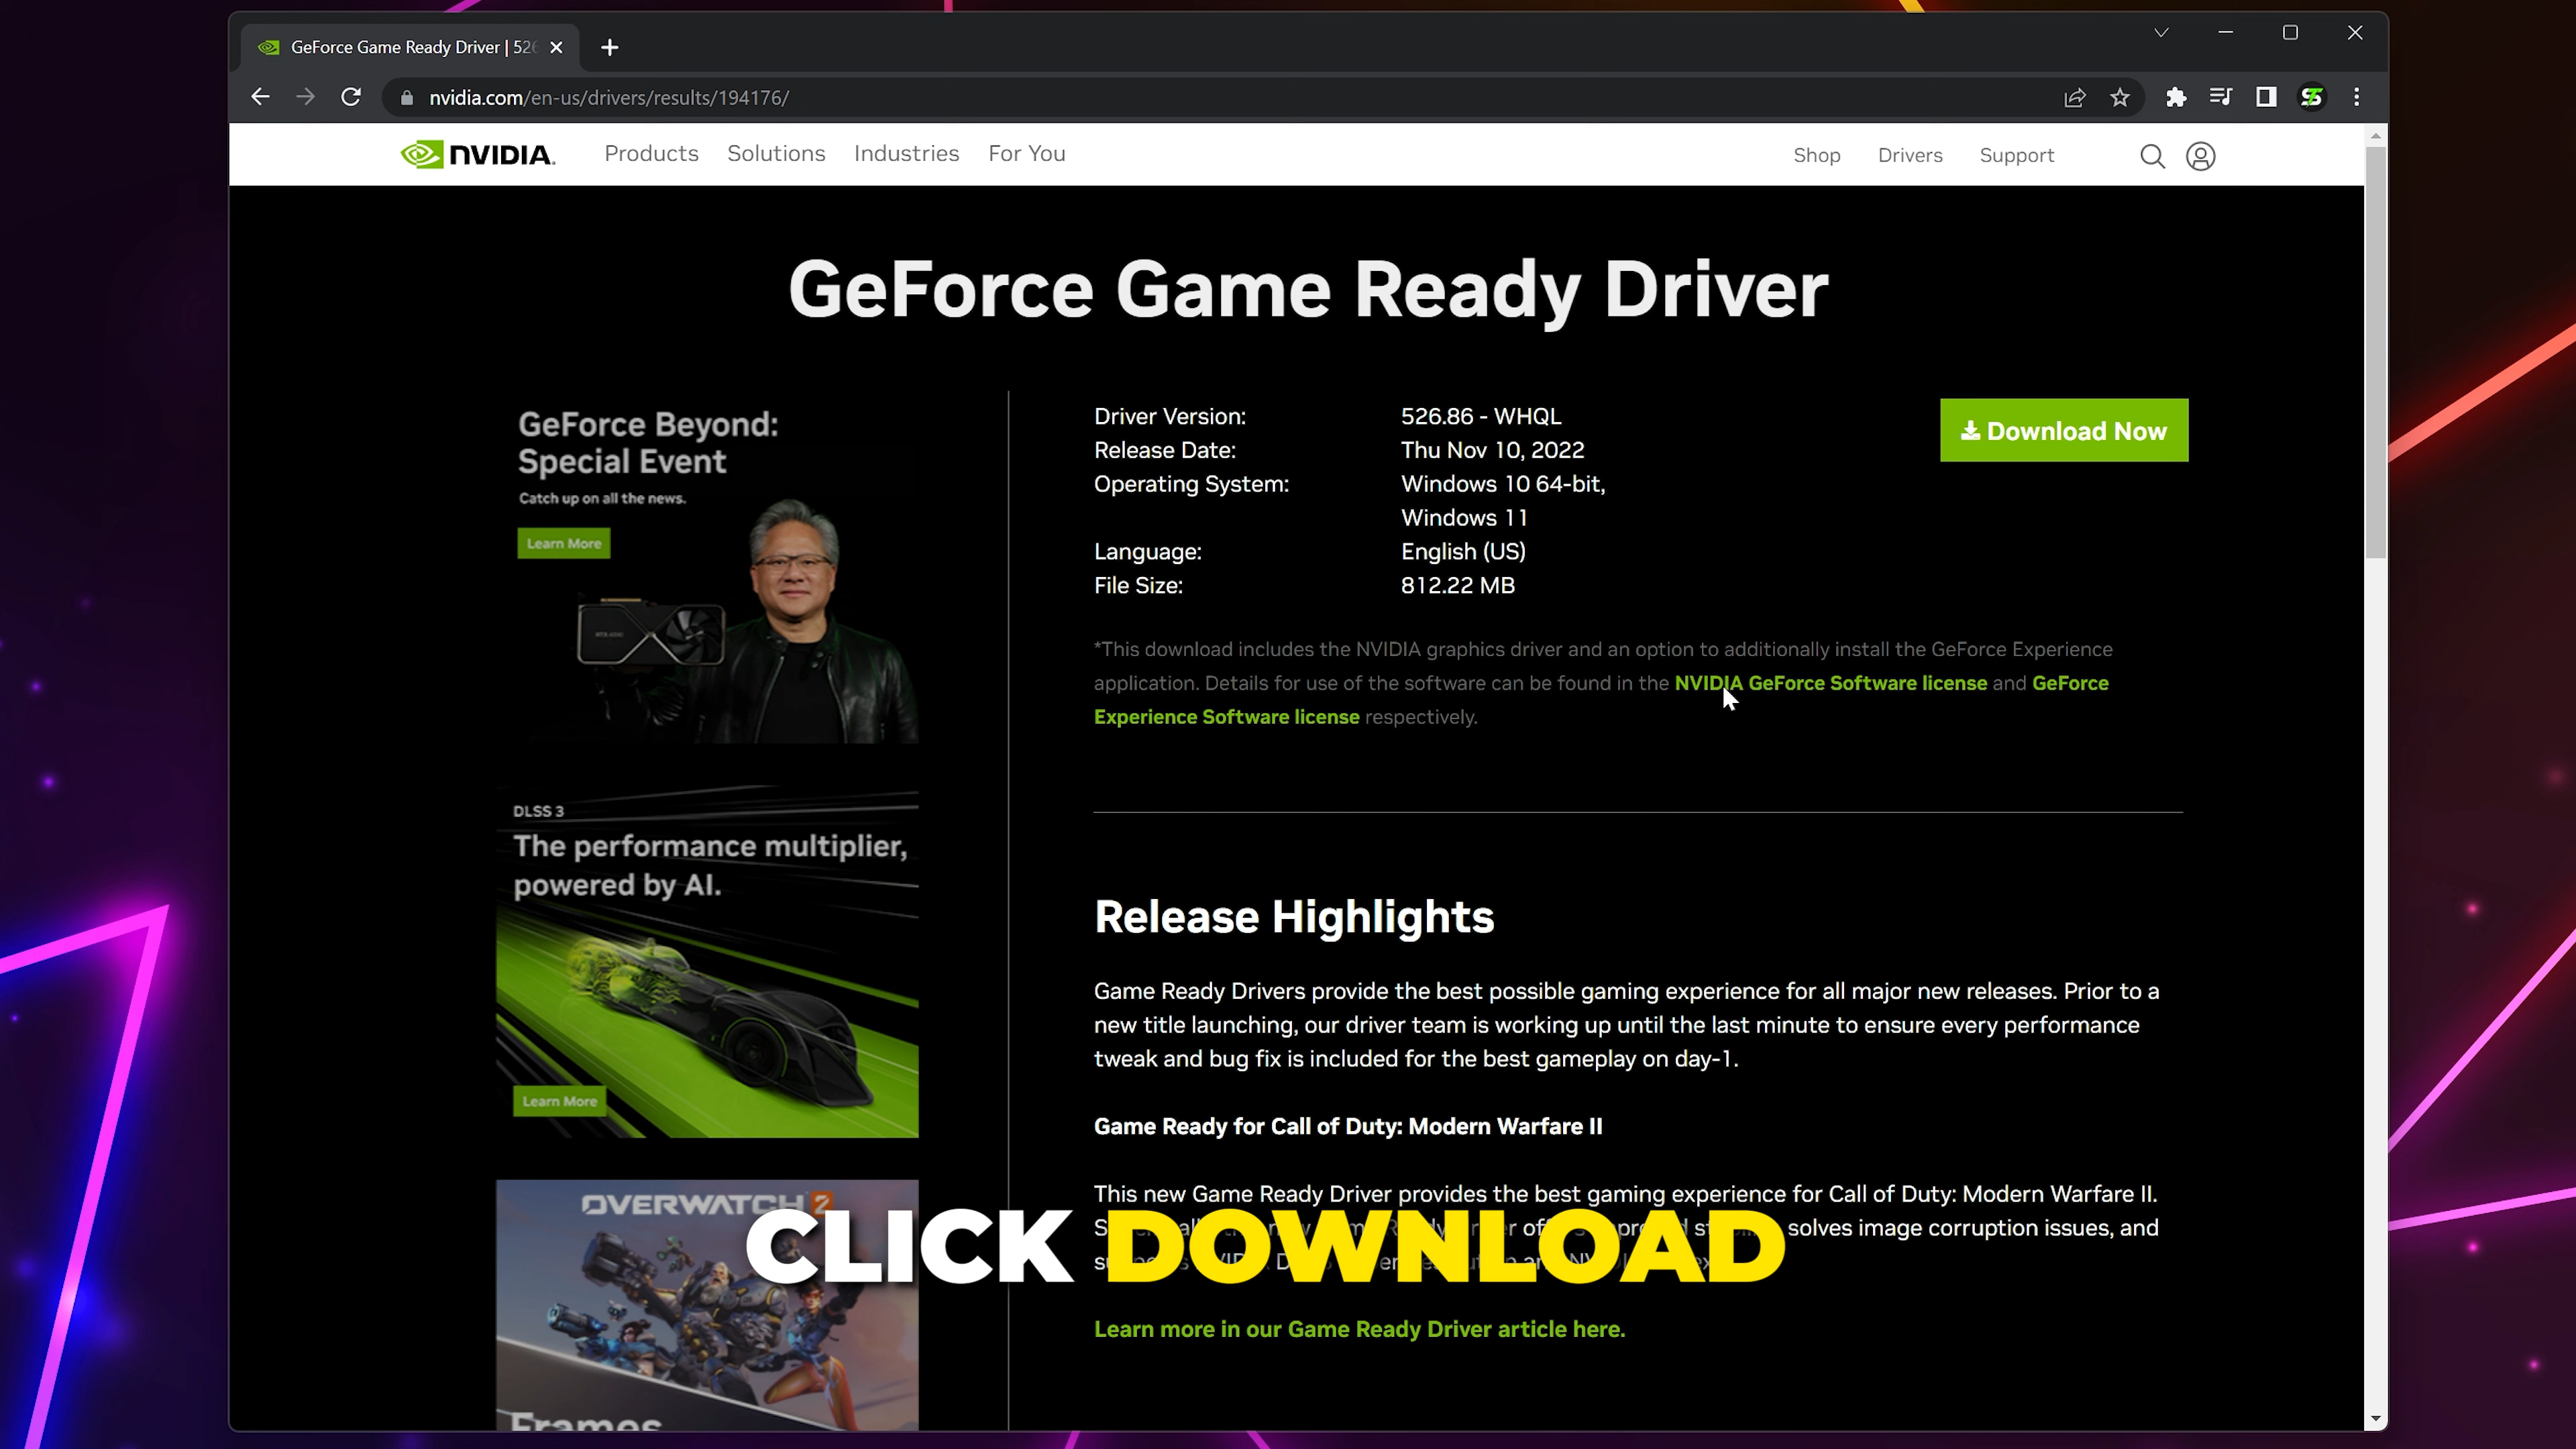 GeForce Game Ready Driver | 526
nvidia.com/en-us/drivers/results/194176/
NVIDIA.
Products Solutions Industries For You
Shop Drivers Support
GeForce Game Ready Driver
GeForce Beyond:
Special Event
Catch up on all the news.
Learn More
DLSS 3
The performance multiplier,
powered by AI.
Learn More
OVERWATCH 2
Frames
Driver Version: 526.86 - WHQL
Release Date: Thu Nov 10, 2022
Operating System: Windows 10 64-bit,
Windows 11
Language: English (US)
File Size: 812.22 MB
Download Now
*This download includes the NVIDIA graphics driver and an option to additionally install the GeForce Experience
application. Details for use of the software can be found in the NVIDIA GeForce Software license and GeForce
Experience Software license respectively.
Release Highlights
Game Ready Drivers provide the best possible gaming experience for all major new releases. Prior to a
new title launching, our driver team is working up until the last minute to ensure every performance
tweak and bug fix is included for the best gameplay on day-1.
Game Ready for Call of Duty: Modern Warfare II
This new Game Ready Driver provides the best gaming experience for Call of Duty: Modern Warfare II.
solves image corruption issues, and
CLICK DOWNLOAD
Learn more in our Game Ready Driver article here.